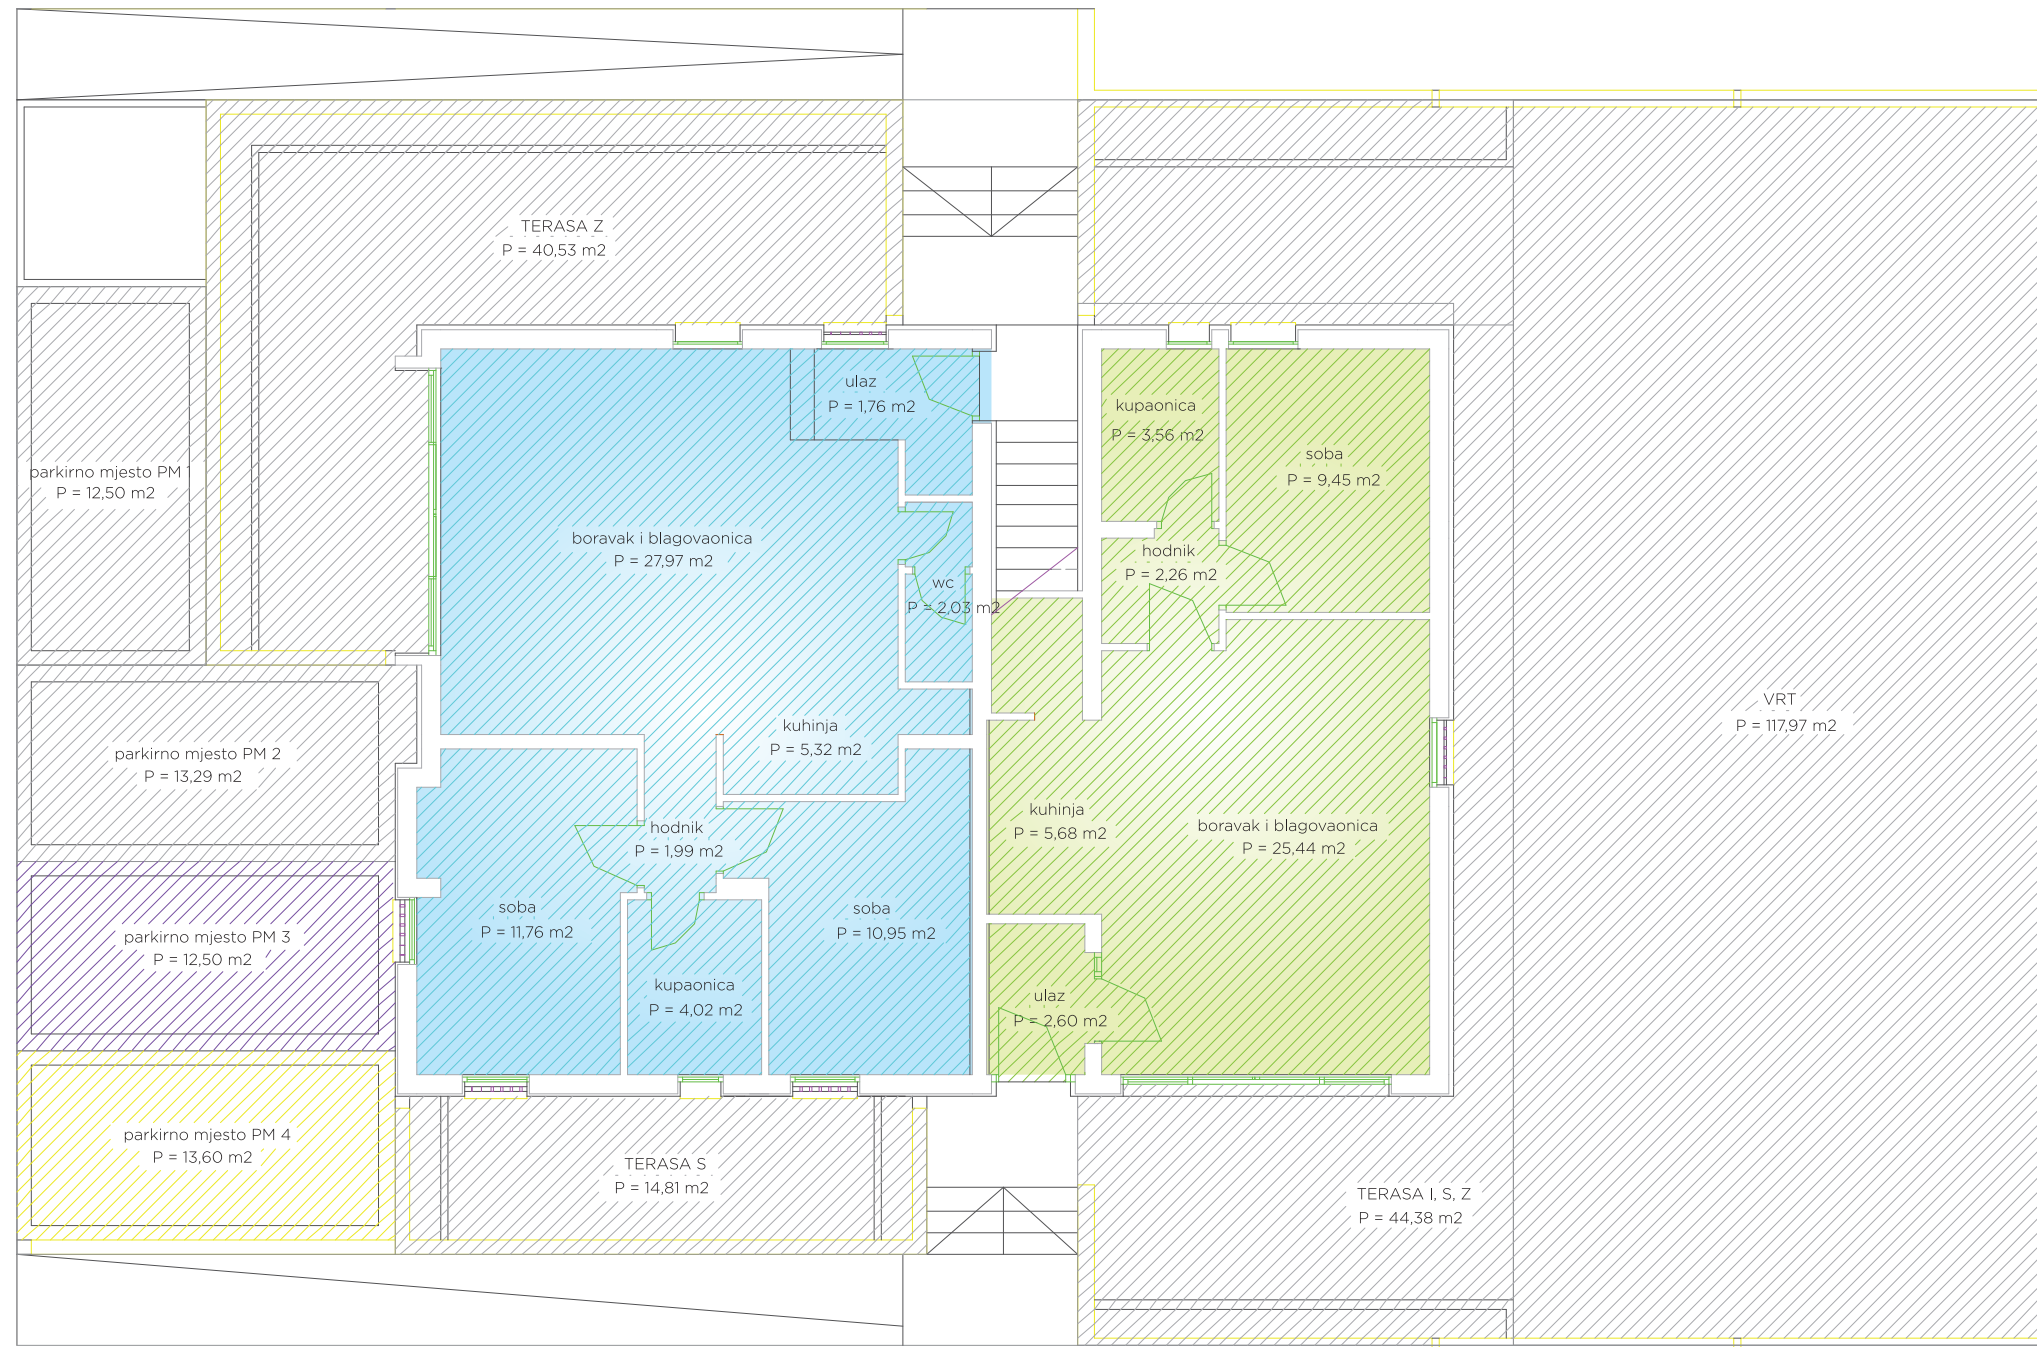 TERASA Z
P = 40,53 m2
ulaz
P = 1,76 m2
kupaonica
P = 3,56 m2
soba
P = 9,45 m2
parkirno mjesto PM 1
P = 12,50 m2
boravak i blagovaonica
P = 27,97 m2
hodnik
P = 2,26 m2
wc
P = 2,03 m2
VRT
P = 117,97 m2
kuhinja
P = 5,32 m2
parkirno mjesto PM 2
P = 13,29 m2
kuhinja
P = 5,68 m2
boravak i blagovaonica
P = 25,44 m2
hodnik
P = 1,99 m2
soba
P = 11,76 m2
soba
P = 10,95 m2
parkirno mjesto PM 3
P = 12,50 m2
kupaonica
P = 4,02 m2
ulaz
P = 2,60 m2
parkirno mjesto PM 4
P = 13,60 m2
TERASA S
P = 14,81 m2
TERASA I, S, Z
P = 44,38 m2